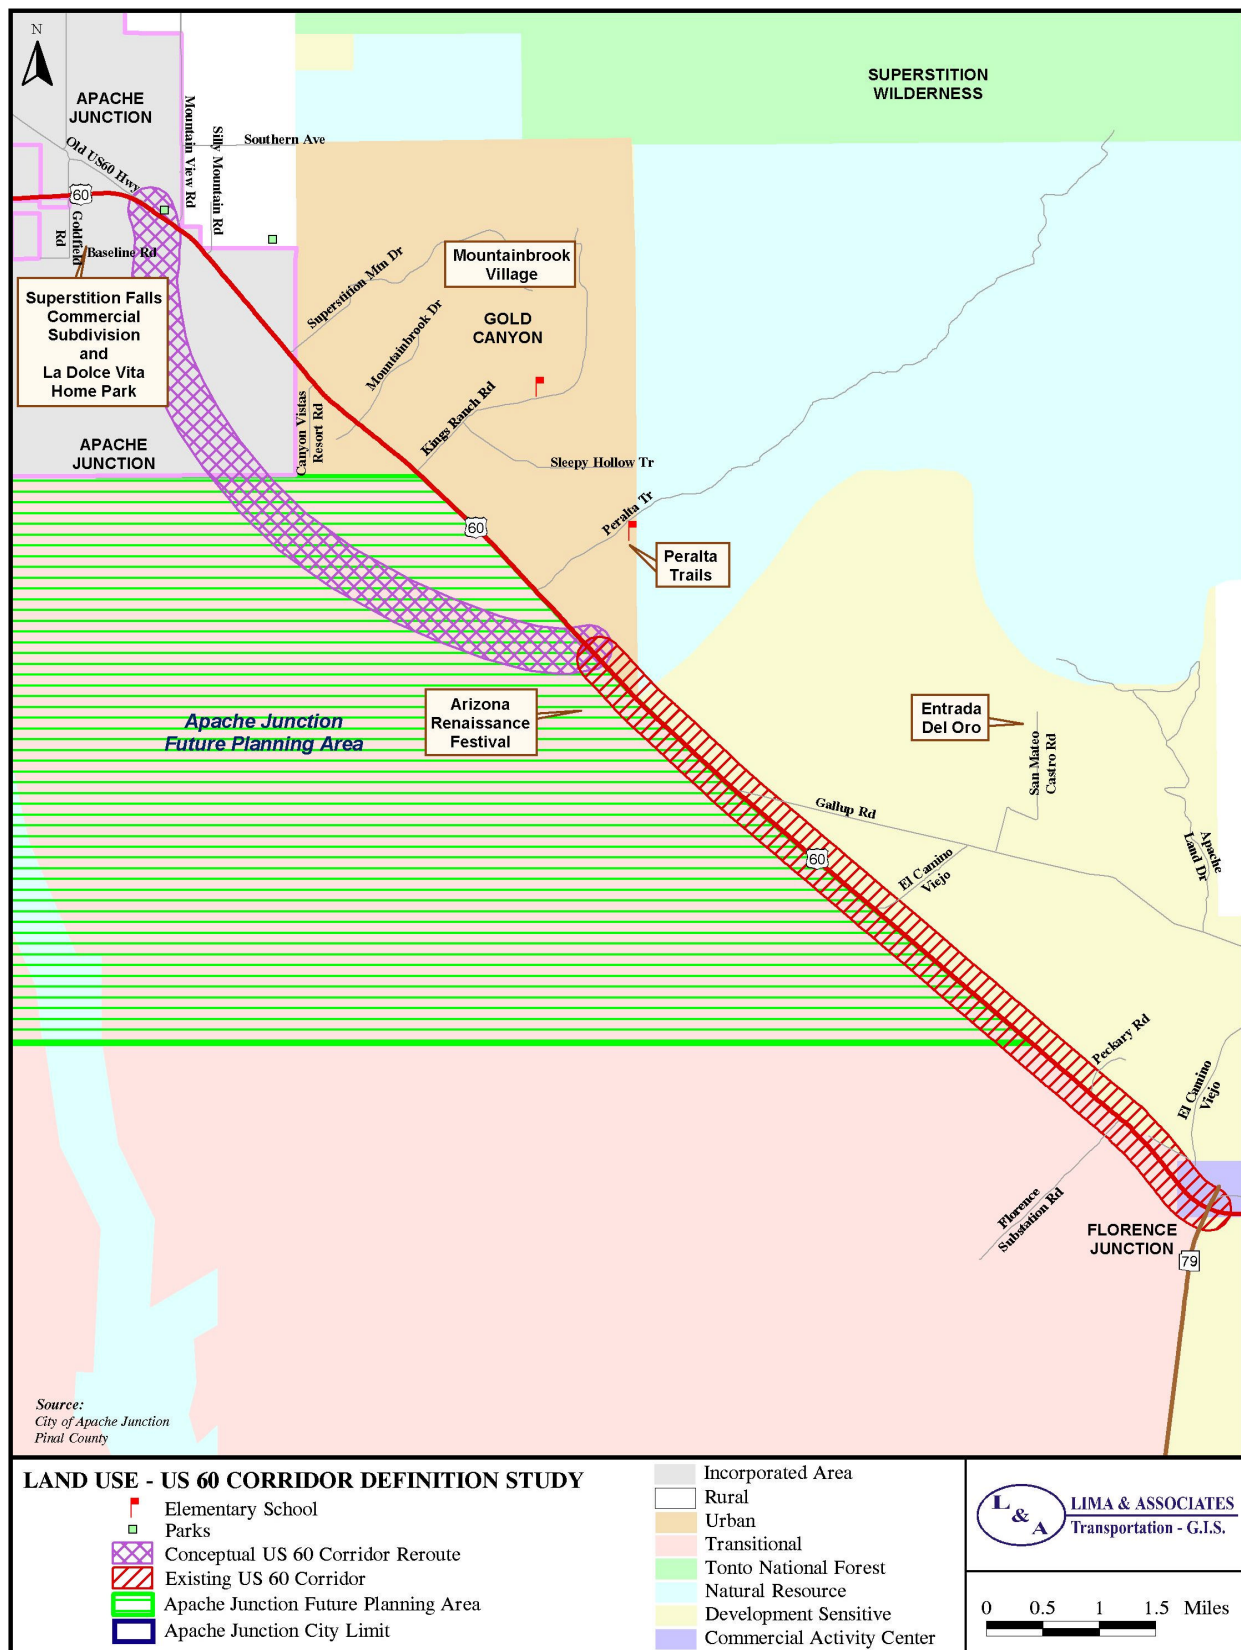 N
APACHE
JUNCTION
SUPERSTITION
WILDERNESS
Old US60 Hwy
Mountain View Rd
Silly Mountain Rd
Southern Ave
60
Goldfield
Rd
Baseline Rd
Superstition Falls
Commercial
Subdivision
and
La Dolce Vita
Home Park
Superstition Mtn Dr
Mountainbrook
Village
Mountainbrook Dr
GOLD
CANYON
Canyon Vistas
Resort Rd
Kings Ranch Rd
APACHE
JUNCTION
Sleepy Hollow Tr
Peralta Tr
60
Peralta
Trails
Apache Junction
Future Planning Area
Arizona
Renaissance
Festival
Entrada
Del Oro
San Mateo
Castro Rd
Gallup Rd
60
El Camino
Viejo
Apache
Land Dr
Peckary Rd
El Camino
Viejo
Florence
Substation Rd
FLORENCE
JUNCTION
79
Source:
City of Apache Junction
Pinal County
LAND USE - US 60 CORRIDOR DEFINITION STUDY
Elementary School
Parks
Conceptual US 60 Corridor Reroute
Existing US 60 Corridor
Apache Junction Future Planning Area
Apache Junction City Limit
Incorporated Area
Rural
Urban
Transitional
Tonto National Forest
Natural Resource
Development Sensitive
Commercial Activity Center
L & A
LIMA & ASSOCIATES
Transportation - G.I.S.
0 0.5 1 1.5 Miles